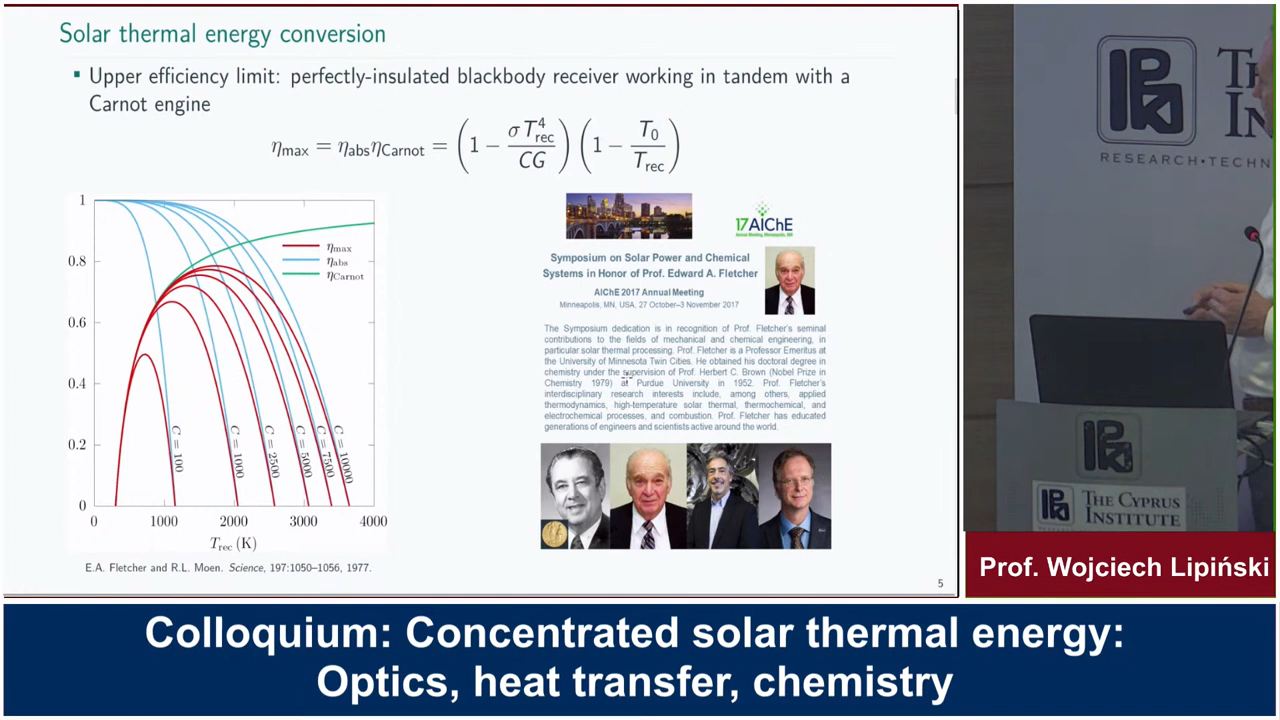 Solar thermal energy conversion
▪ Upper efficiency limit: perfectly-insulated blackbody receiver working in tandem with a
Carnot engine
η_max = η_abs η_Carnot = (1 − σT_rec^4 / CG) (1 − T_0 / T_rec)
1
0.8
0.6
0.4
0.2
0
0 1000 2000 3000 4000
T_rec (K)
η_max
η_abs
η_Carnot
C = 100
C = 1000
C = 2500
C = 5000
C = 7500
C = 10000
E.A. Fletcher and R.L. Moen. Science, 197:1050–1056, 1977.
17AIChE
Annual Meeting, Minneapolis, MN
Symposium on Solar Power and Chemical
Systems in Honor of Prof. Edward A. Fletcher
AIChE 2017 Annual Meeting
Minneapolis, MN, USA, 27 October–3 November 2017
The Symposium dedication is in recognition of Prof. Fletcher's seminal
contributions to the fields of mechanical and chemical engineering, in
particular solar thermal processing. Prof. Fletcher is a Professor Emeritus at
the University of Minnesota Twin Cities. He obtained his doctoral degree in
chemistry under the supervision of Prof. Herbert C. Brown (Nobel Prize in
Chemistry 1979) at Purdue University in 1952. Prof. Fletcher's
interdisciplinary research interests include, among others, applied
thermodynamics, high-temperature solar thermal, thermochemical, and
electrochemical processes, and combustion. Prof. Fletcher has educated
generations of engineers and scientists active around the world.
5
RESEARCH•TECHN
THE CYPRUS
INSTITUTE
Prof. Wojciech Lipiński
Colloquium: Concentrated solar thermal energy:
Optics, heat transfer, chemistry